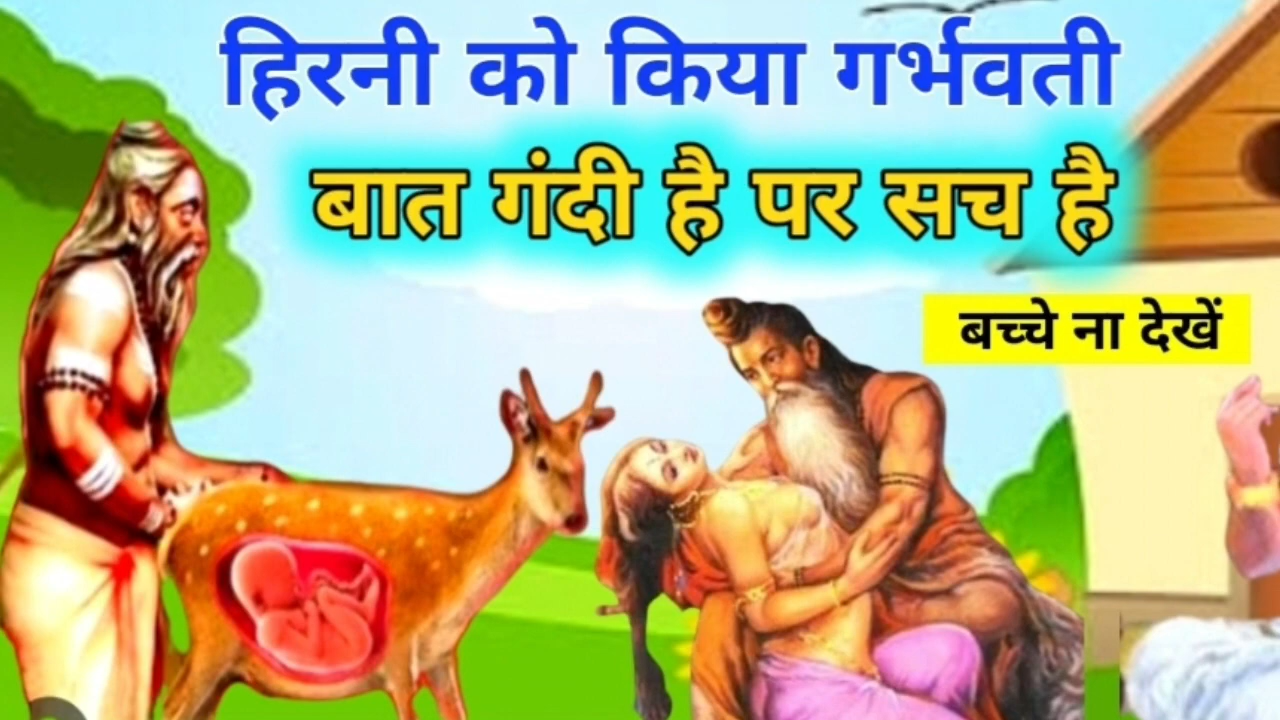 हिरनी को किया गर्भवती
बात गंदी है पर सच है
बच्चे ना देखें